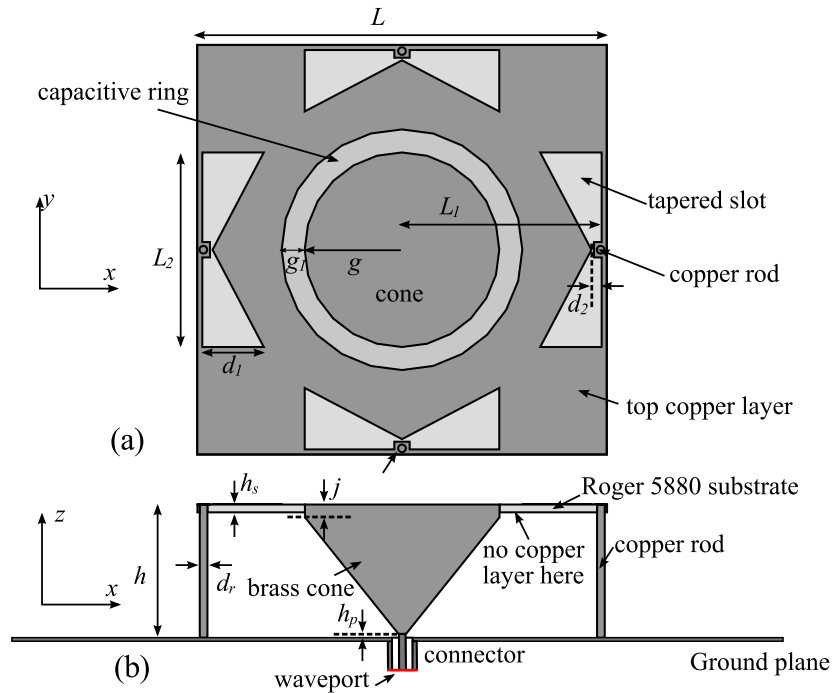 L
capacitive ring
y
x
L2
L1
tapered slot
g1
g
cone
copper rod
d2
d1
top copper layer
(a)
hs
j
Roger 5880 substrate
z
x
h
dr
brass cone
no copper
layer here
copper rod
hp
(b)
connector
waveport
Ground plane